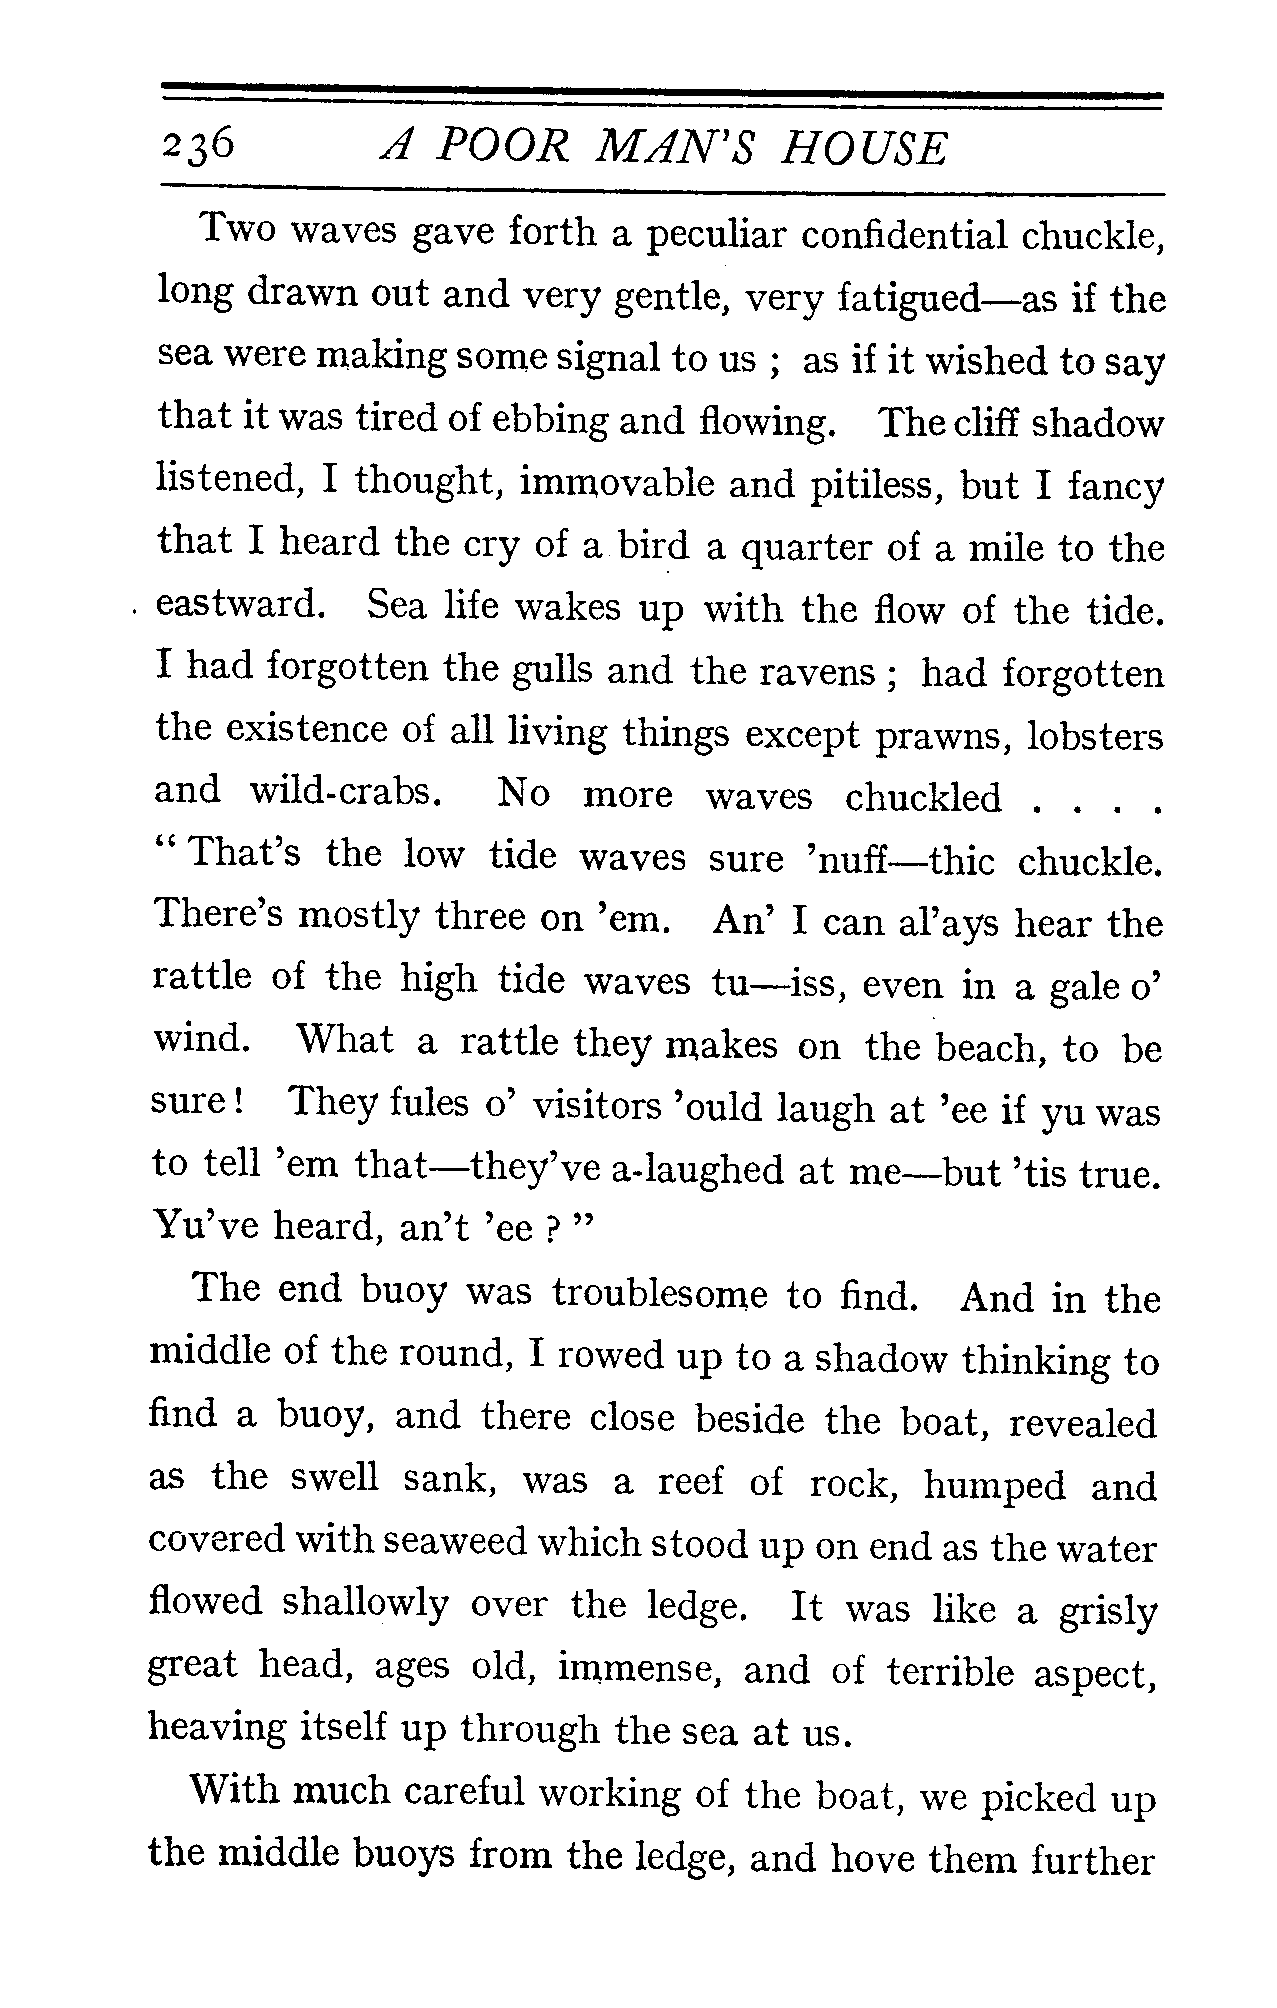 236 A POOR MAN'S HOUSE
Two waves gave forth a peculiar confidential chuckle,
long drawn out and very gentle, very fatigued—as if the
sea were making some signal to us ; as if it wished to say
that it was tired of ebbing and flowing. The cliff shadow
listened, I thought, immovable and pitiless, but I fancy
that I heard the cry of a bird a quarter of a mile to the
eastward. Sea life wakes up with the flow of the tide.
I had forgotten the gulls and the ravens ; had forgotten
the existence of all living things except prawns, lobsters
and wild-crabs. No more waves chuckled . . . .
“ That's the low tide waves sure 'nuff—thic chuckle.
There's mostly three on 'em. An' I can al'ays hear the
rattle of the high tide waves tu—iss, even in a gale o'
wind. What a rattle they makes on the beach, to be
sure ! They fules o' visitors 'ould laugh at 'ee if yu was
to tell 'em that—they've a-laughed at me—but 'tis true.
Yu've heard, an't 'ee ? ”
The end buoy was troublesome to find. And in the
middle of the round, I rowed up to a shadow thinking to
find a buoy, and there close beside the boat, revealed
as the swell sank, was a reef of rock, humped and
covered with seaweed which stood up on end as the water
flowed shallowly over the ledge. It was like a grisly
great head, ages old, immense, and of terrible aspect,
heaving itself up through the sea at us.
With much careful working of the boat, we picked up
the middle buoys from the ledge, and hove them further